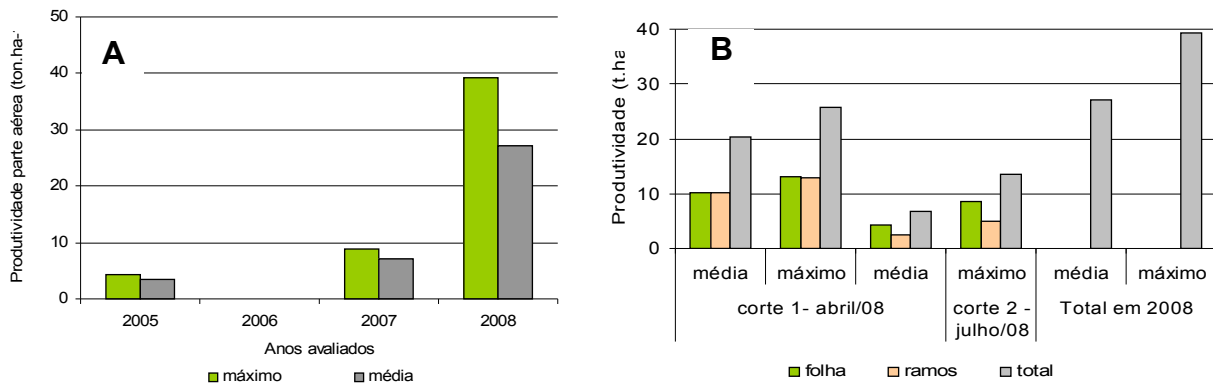 A
Produtividade parte aérea (ton.ha-
50
40
30
20
10
0
2005 2006 2007 2008
Anos avaliados
máximo média
B
Produtividade (t.ha
40
30
20
10
0
média máximo média máximo média máximo
corte 1- abril/08 corte 2 - julho/08 Total em 2008
folha ramos total